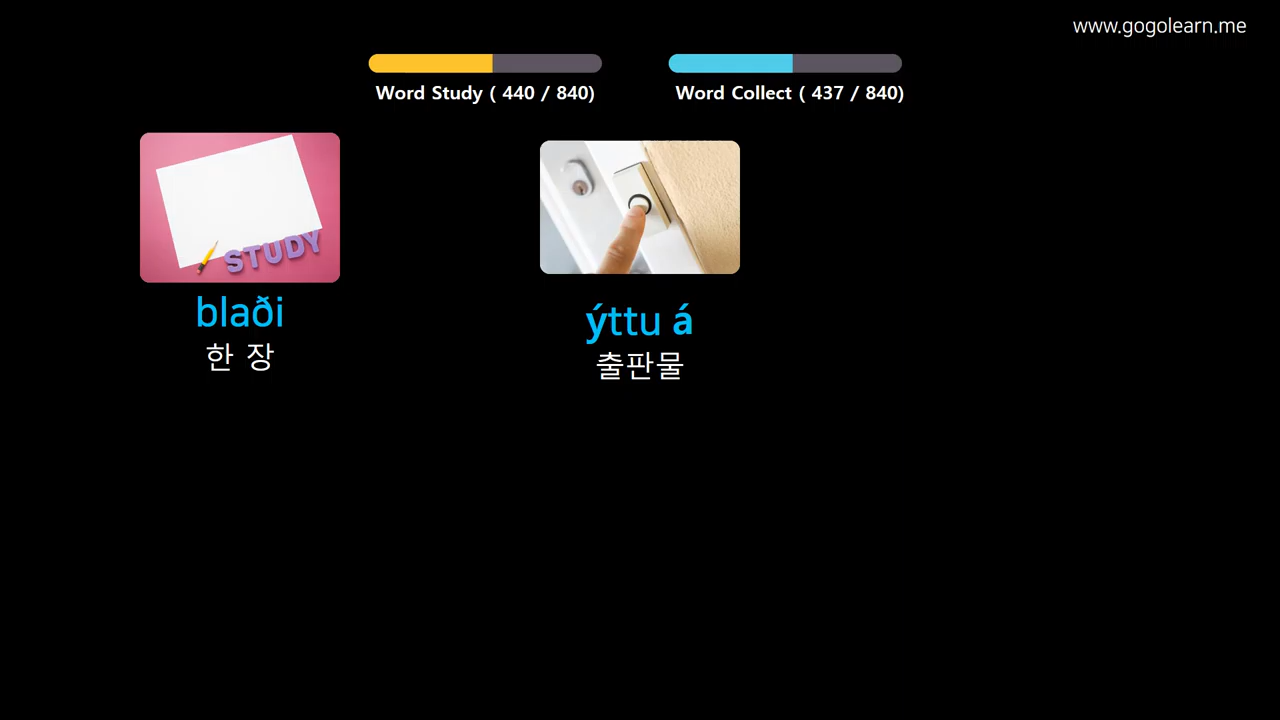 www.gogolearn.me
Word Study ( 440 / 840)
Word Collect ( 437 / 840)
STUDY
blaði
한 장
ýttu á
출판물